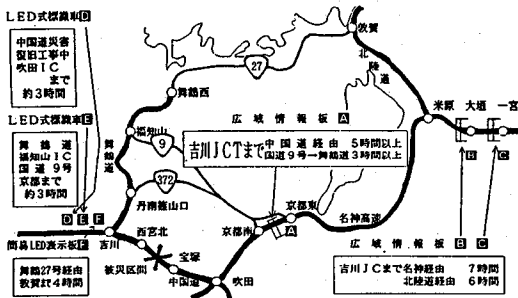 LED式標識車D
中国道災害
復旧工事中
吹田IC
まで
約3時間
LED式標識車E
舞鶴道
福知山IC
国道9号
京都まで
約3時間
D E F
簡易LED表示板F
舞鶴27号経由
敦賀まで4時間
敦賀
北陸道
27
舞鶴西
広域情報板A
吉川JCTまで
中国道経由 5時間以上
国道9号→舞鶴道3時間以上
福知山
9
舞鶴道
372
丹南篠山口
吉川
西宮北
宝塚
被災区間
中国道
吹田
京都南
京都東
A
名神高速
米原
大垣
一宮
B
C
広域情報板 B C
吉川JCまで名神経由 7時間
北陸道経由 6時間